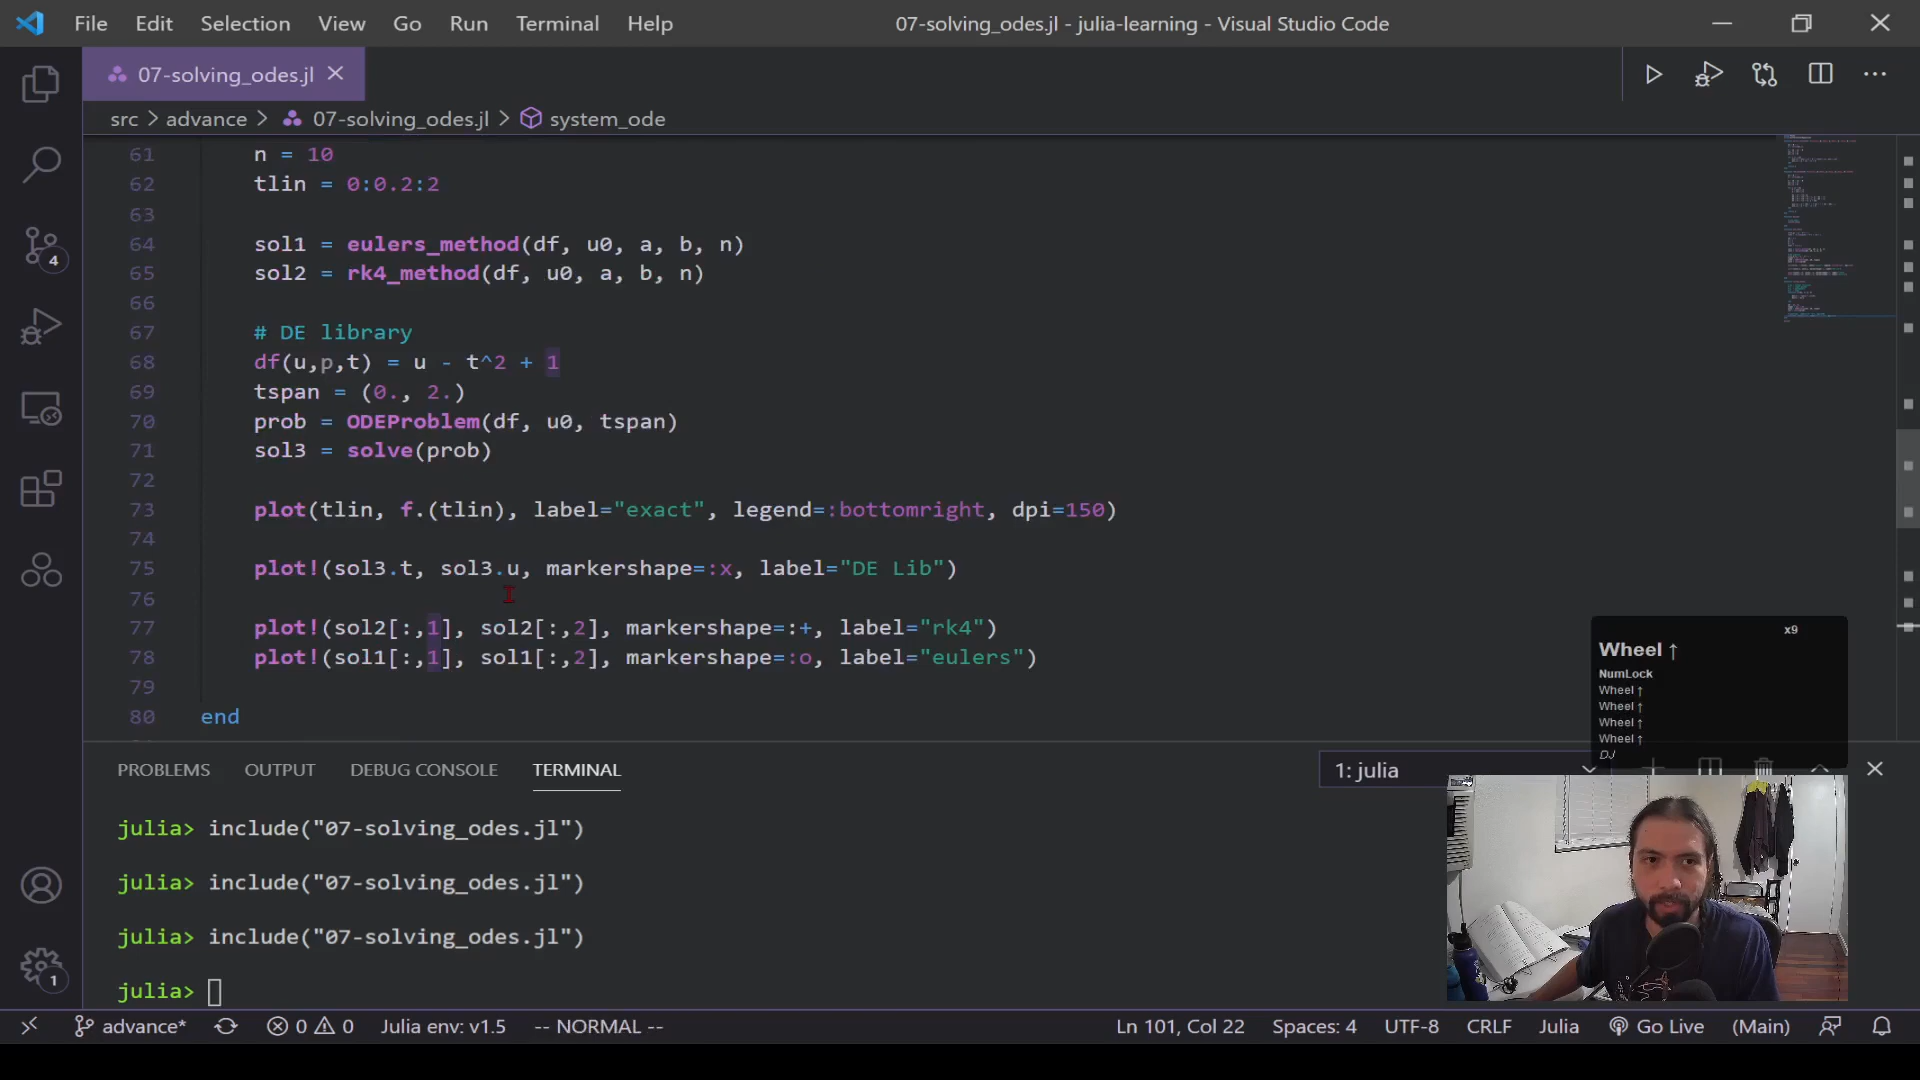 File Edit Selection View Go Run Terminal Help 07-solving_odes.jl - julia-learning - Visual Studio Code
07-solving_odes.jl
src > advance > 07-solving_odes.jl > system_ode
61 n = 10
62 tlin = 0:0.2:2
63
64 sol1 = eulers_method(df, u0, a, b, n)
65 sol2 = rk4_method(df, u0, a, b, n)
66
67 # DE library
68 df(u,p,t) = u - t^2 + 1
69 tspan = (0., 2.)
70 prob = ODEProblem(df, u0, tspan)
71 sol3 = solve(prob)
72
73 plot(tlin, f.(tlin), label="exact", legend=:bottomright, dpi=150)
74
75 plot!(sol3.t, sol3.u, markershape=:x, label="DE Lib")
76
77 plot!(sol2[:,1], sol2[:,2], markershape=:+, label="rk4")
78 plot!(sol1[:,1], sol1[:,2], markershape=:o, label="eulers")
79
80 end
4
x9
Wheel ↑
NumLock
Wheel ↑
Wheel ↑
Wheel ↑
Wheel ↑
DJ
PROBLEMS OUTPUT DEBUG CONSOLE TERMINAL 1: julia
julia> include("07-solving_odes.jl")
julia> include("07-solving_odes.jl")
julia> include("07-solving_odes.jl")
julia>
1
advance* 0 0 Julia env: v1.5 -- NORMAL -- Ln 101, Col 22 Spaces: 4 UTF-8 CRLF Julia Go Live (Main)